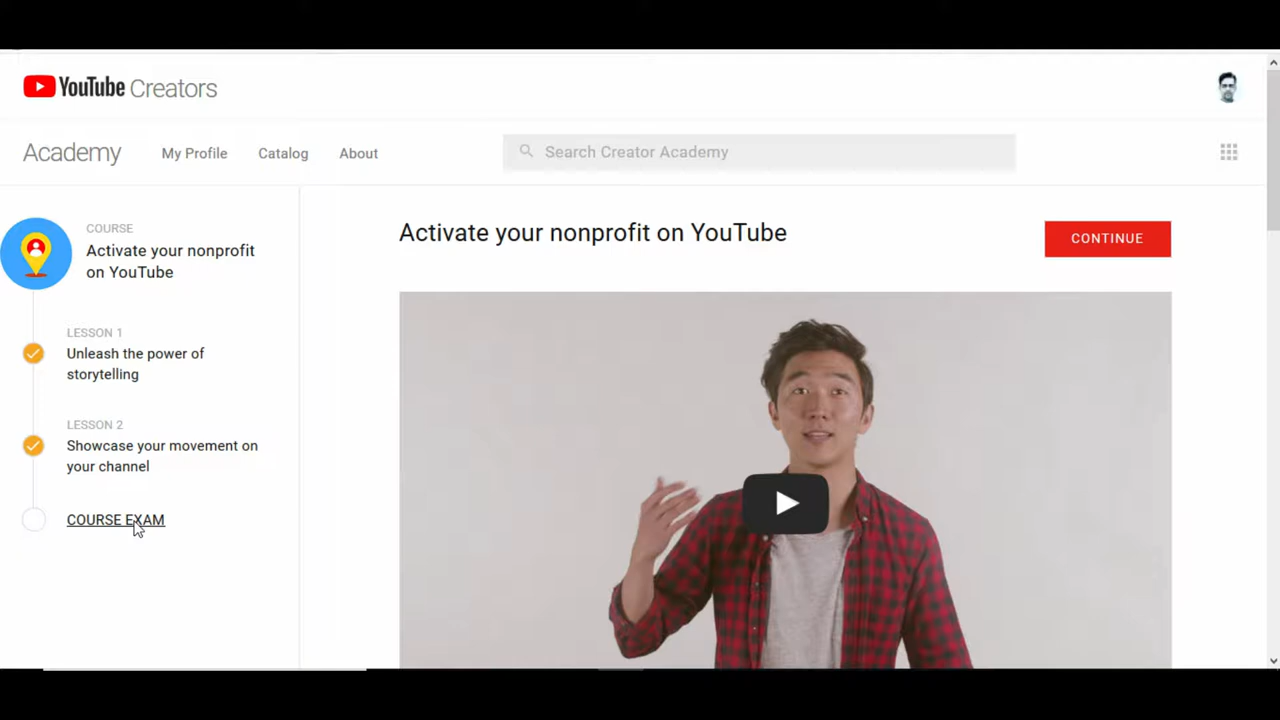 YouTube Creators
Academy
My Profile
Catalog
About
Search Creator Academy
COURSE
Activate your nonprofit
on YouTube
LESSON 1
Unleash the power of
storytelling
LESSON 2
Showcase your movement on
your channel
COURSE EXAM
Activate your nonprofit on YouTube
CONTINUE